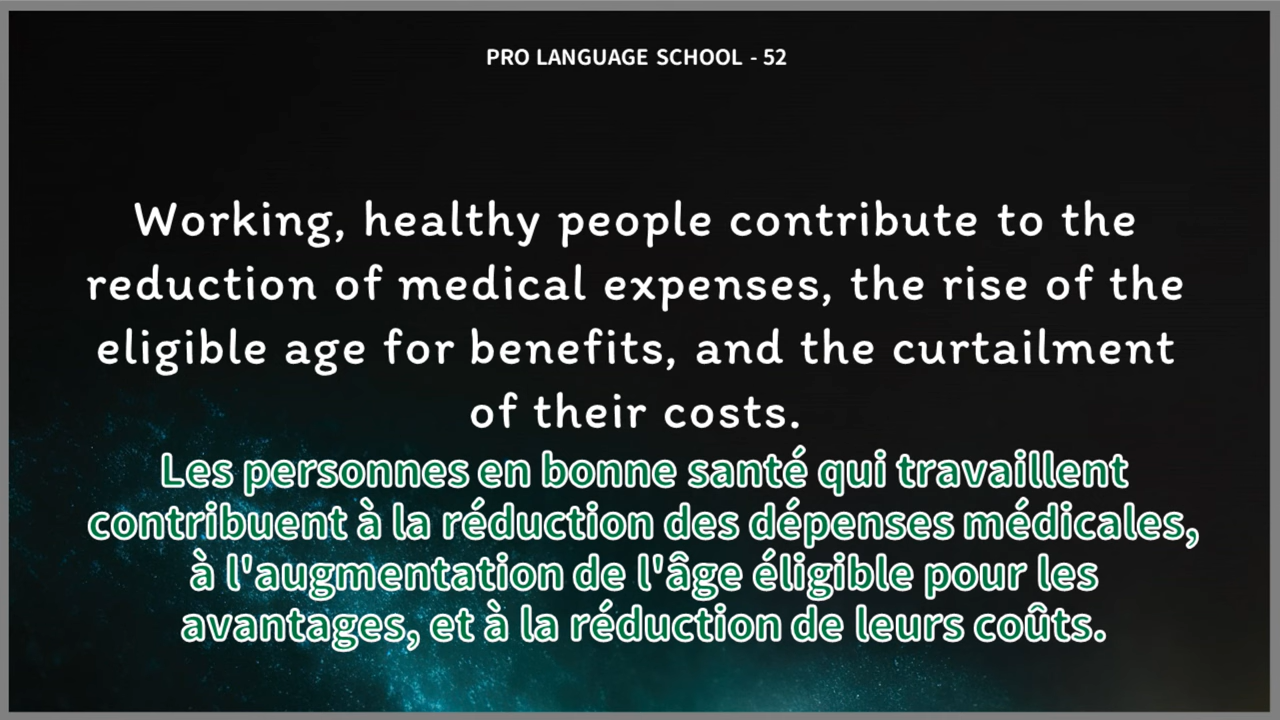 PRO LANGUAGE SCHOOL - 52
Working, healthy people contribute to the
reduction of medical expenses, the rise of the
eligible age for benefits, and the curtailment
of their costs.
Les personnes en bonne santé qui travaillent
contribuent à la réduction des dépenses médicales,
à l'augmentation de l'âge éligible pour les
avantages, et à la réduction de leurs coûts.